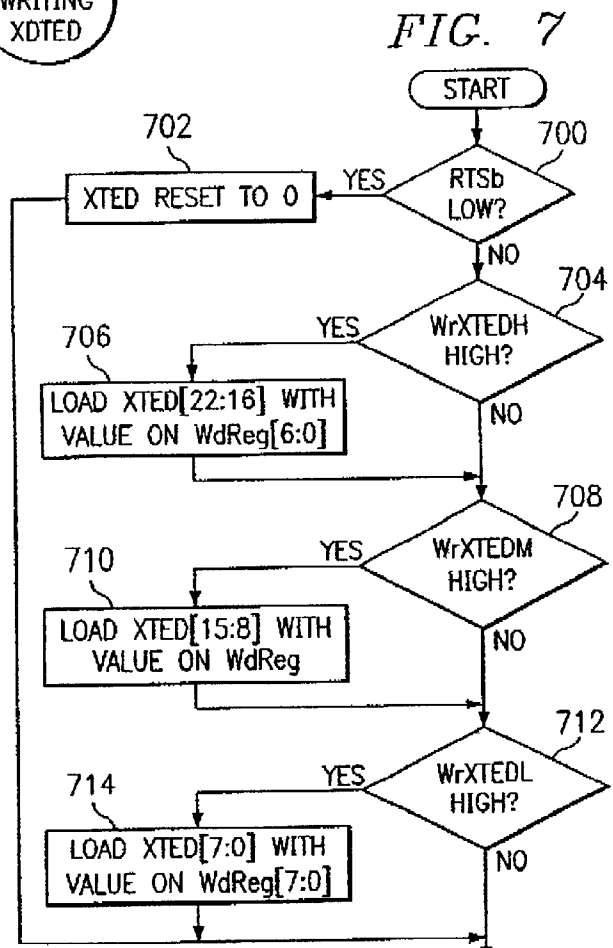 WRITING
XDTED
FIG. 7
START
702
700
XTED RESET TO 0
YES
RTSb
LOW?
NO
704
706
YES
WrXTEDH
HIGH?
LOAD XTED[22:16] WITH
VALUE ON WdReg[6:0]
NO
708
710
YES
WrXTEDM
HIGH?
LOAD XTED[15:8] WITH
VALUE ON WdReg
NO
712
714
YES
WrXTEDL
HIGH?
LOAD XTED[7:0] WITH
VALUE ON WdReg[7:0]
NO